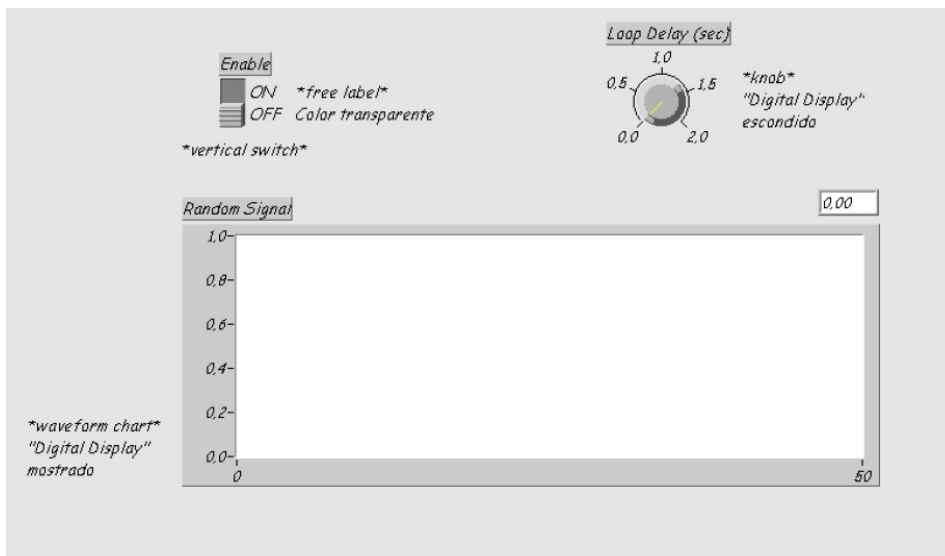 Loop Delay (sec)
Enable
ON *free label*
OFF Color transparente
*vertical switch*
1,0
0,5 1,5
0,0 2,0
*knob*
"Digital Display"
escondido
Random Signal
0,00
1,0
0,8
0,6
0,4
0,2
0,0
0 50
*waveform chart*
"Digital Display"
mostrado